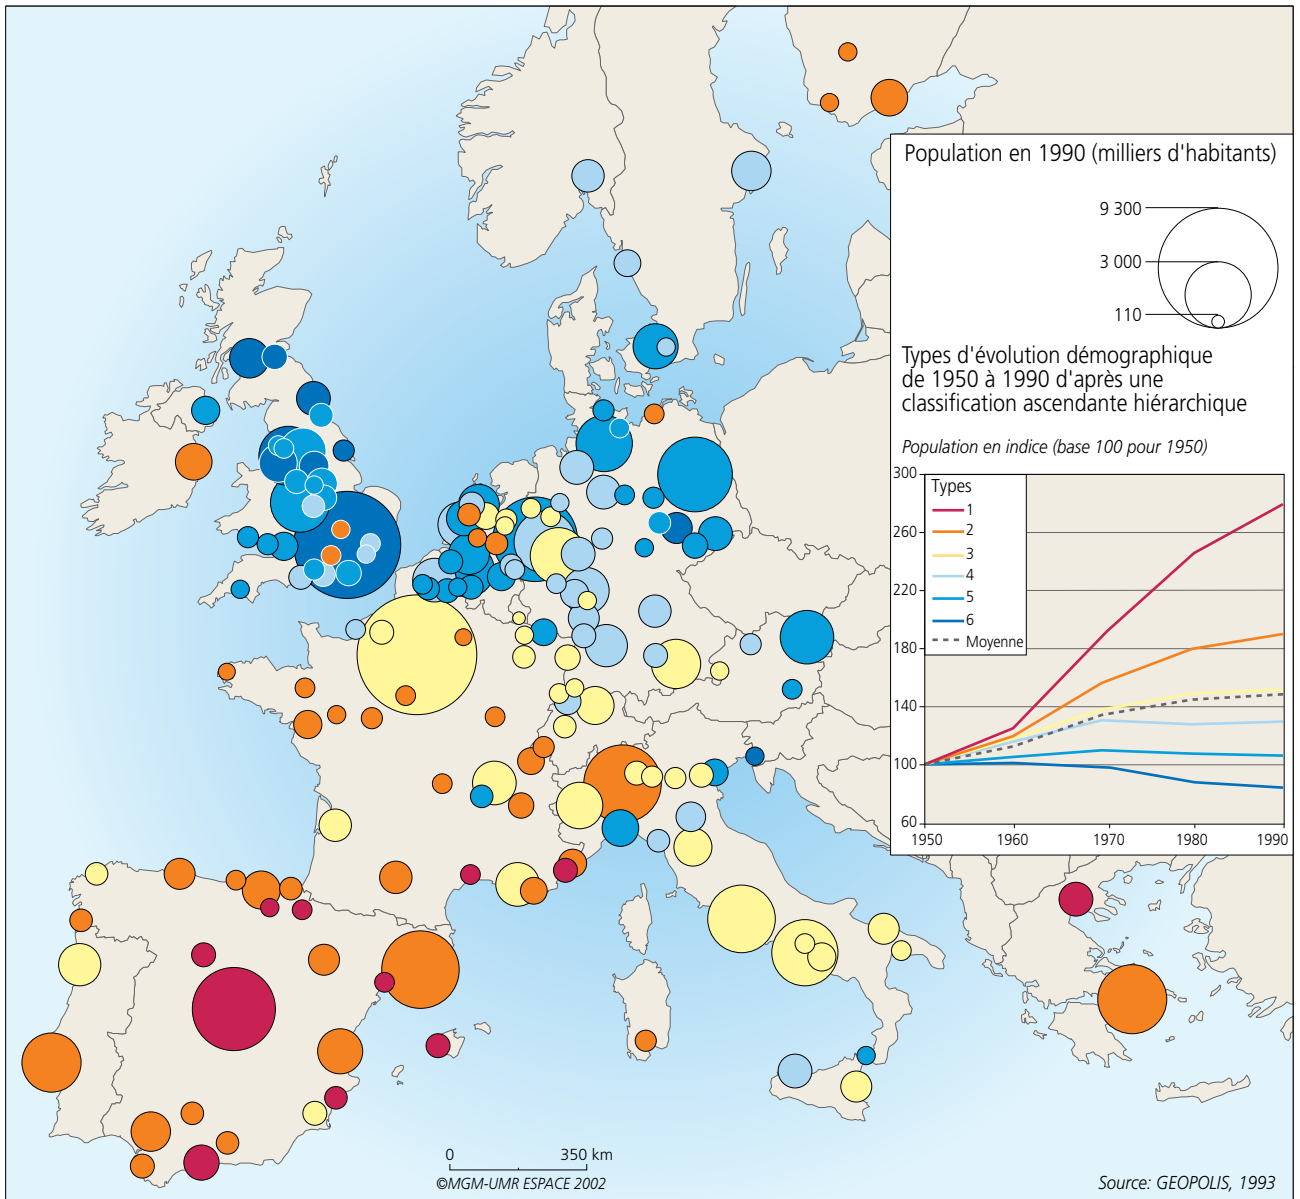 Population en 1990 (milliers d'habitants)
9 300
3 000
110
Types d'évolution démographique
de 1950 à 1990 d'après une
classification ascendante hiérarchique
Population en indice (base 100 pour 1950)
300
260
220
180
140
100
60
Types
1
2
3
4
5
6
Moyenne
1950
1960
1970
1980
1990
0 350 km
©MGM-UMR ESPACE 2002
Source: GEOPOLIS, 1993